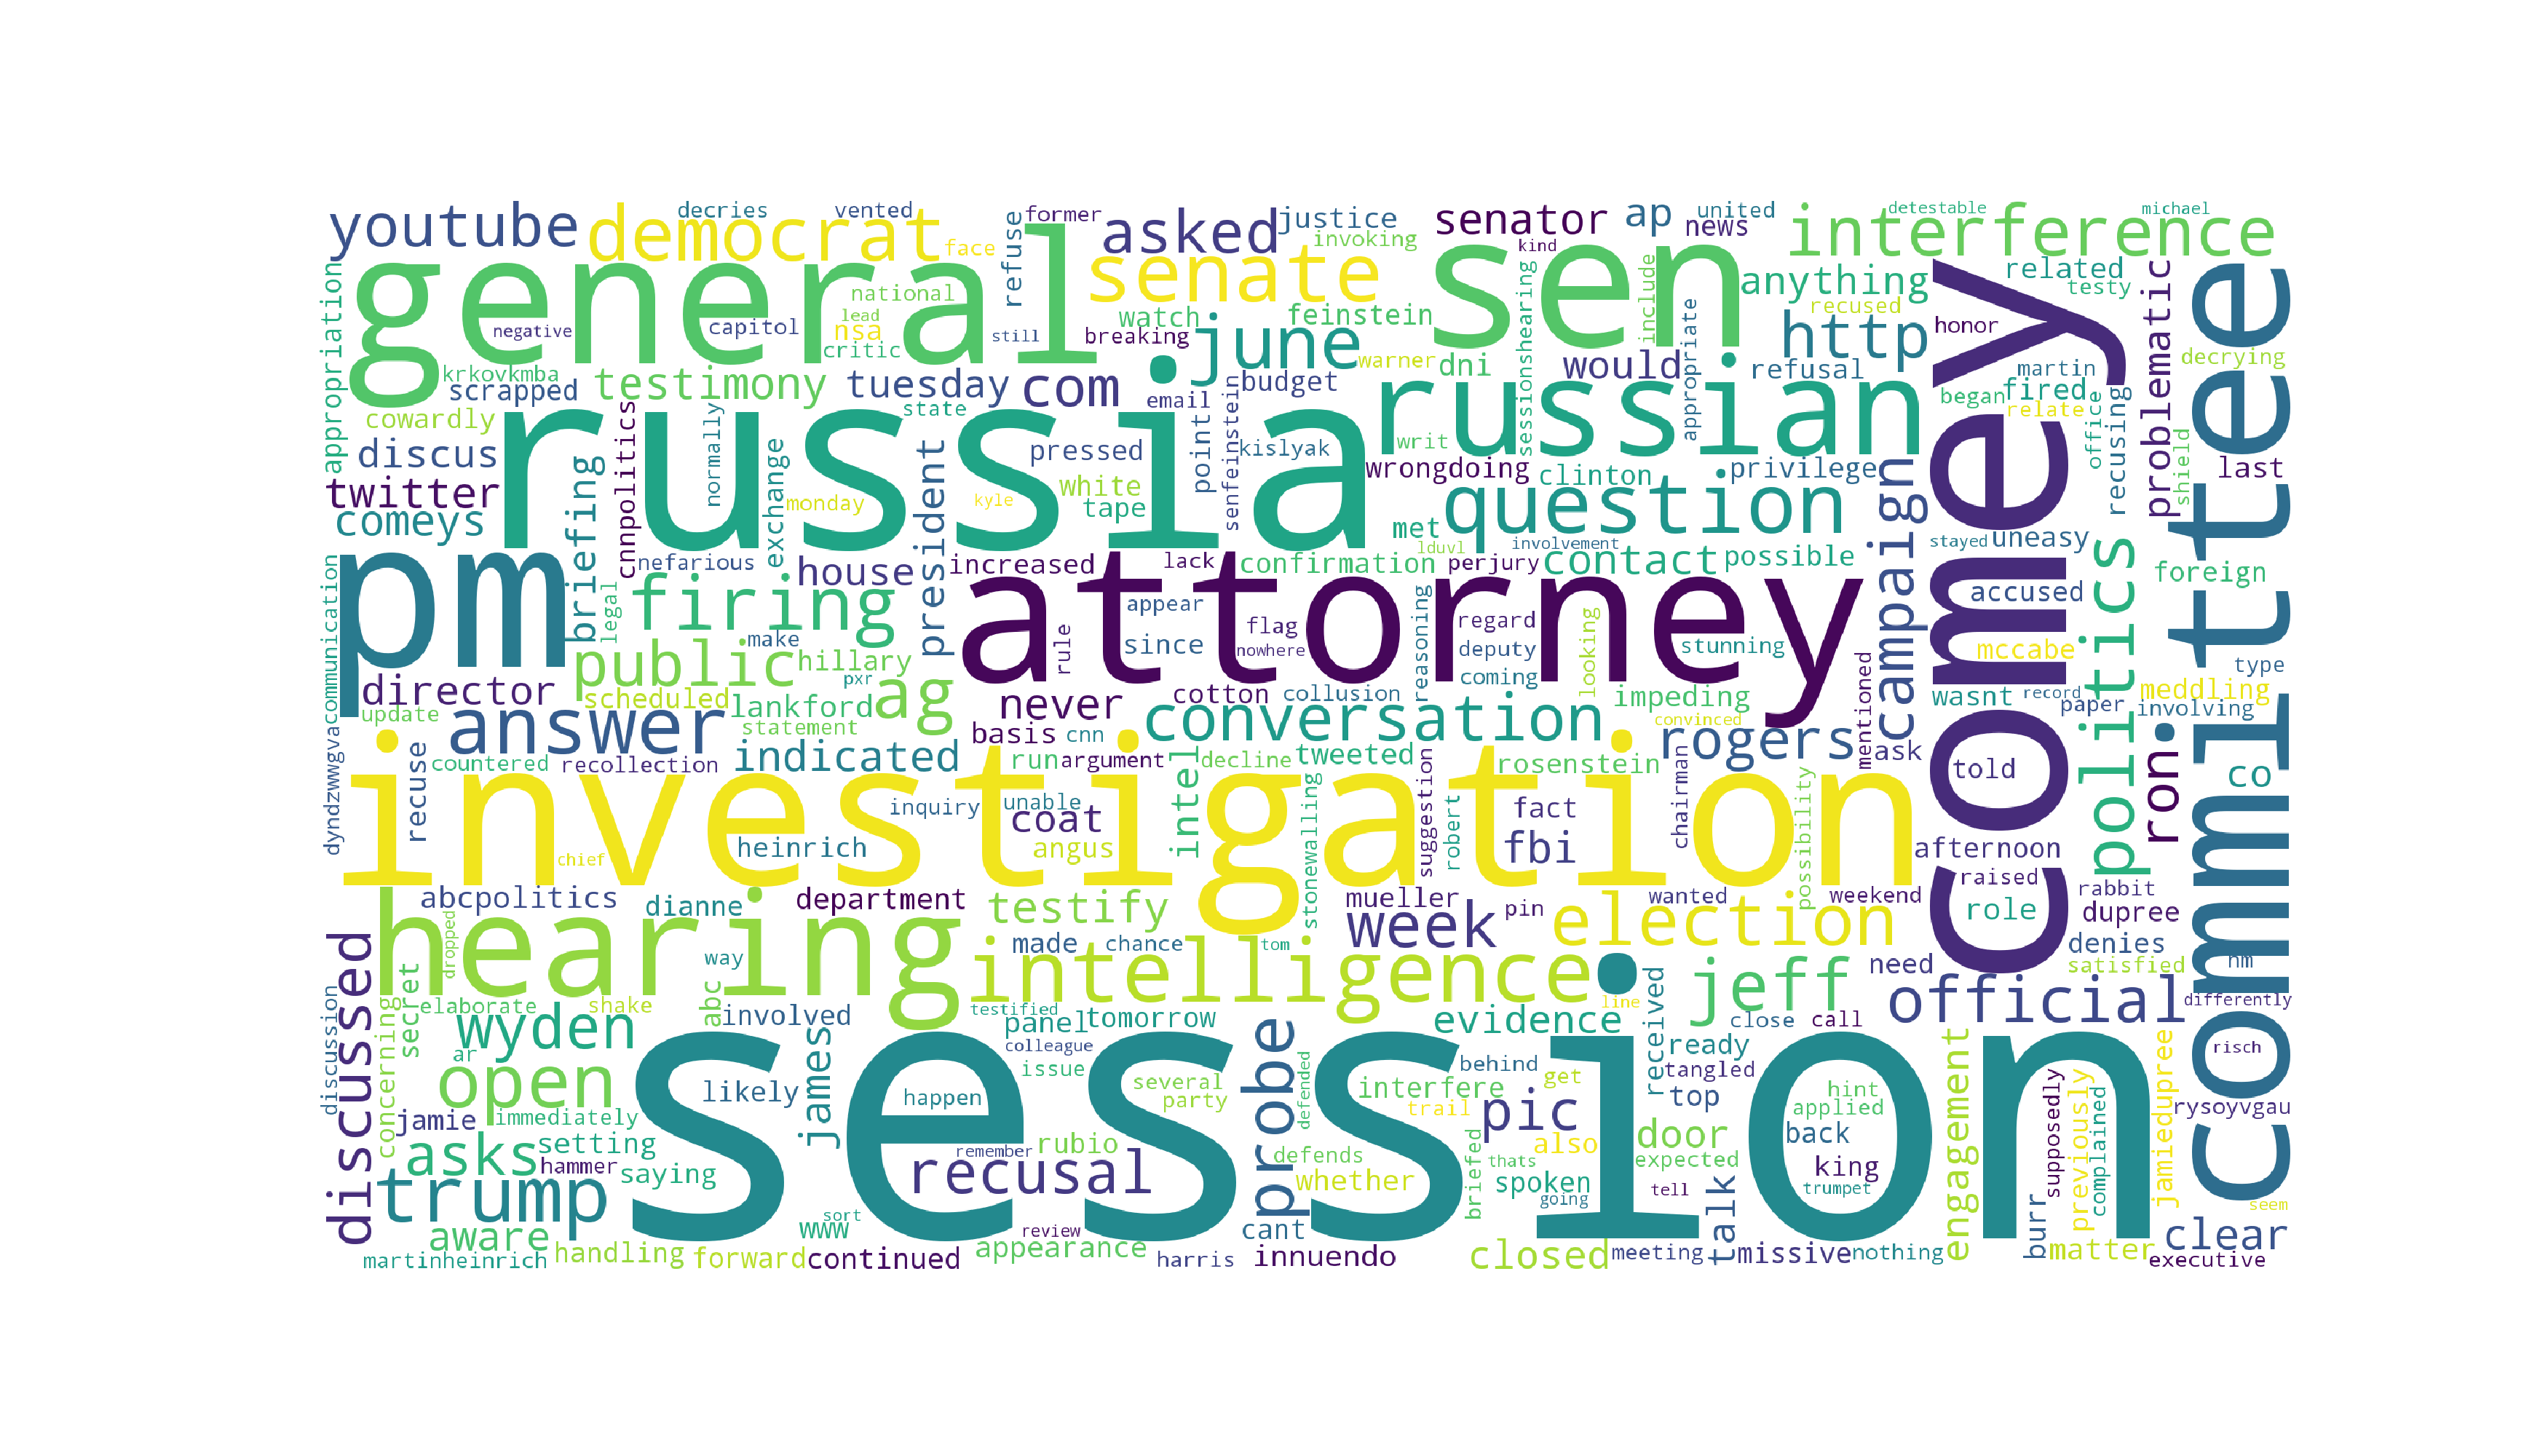 youtube
democrat
decries
vented
face
former
refuse
asked
justice
invoking
senate
senator
sen
kind
ap
news
united
interference
detestable
michael
general
national
negative
capitol
nsa
lead
critic
still
watch
breaking
june
feinstein
warner
dni
include
sessionshearing
anything
recused
http
related
testy
honor
problematic
committee
comey
appropriation
krkovkmba
scrapped
testimony
tuesday
com
email
budget
would
appropriate
refusal
martin
fired
began
relate
decrying
cowardly
state
russia
russian
discus
twitter
comeys
briefing
cnnpolitics
normally
exchange
monday
kyle
president
pressed
white
tape
point
senfeinstein
kislyak
writ
wrongdoing
clinton
privilege
question
campaign
office
recusing
shield
last
met
lduvl
involvement
stayed
uneasy
pm
communication
nefarious
house
increased
lack
confirmation
perjury
contact
possible
foreign
accused
politics
firing
legal
make
public
hillary
pxr
appear
since
rule
flag
nowhere
attorney
regard
deputy
coming
reasoning
looking
stunning
mccabe
type
director
scheduled
lankford
ag
never
cotton
collusion
impeding
wasnt
record
paper
meddling
involving
update
statement
answer
basis
cnn
conversation
convinced
rogers
mentioned
ask
dyndzwwgva
recuse
countered
recollection
indicated
run
argument
intel
decline
tweeted
suggestion
rosenstein
told
ron
co
investigation
inquiry
unable
coat
stonewalling
robert
fact
fbi
chairman
possibility
afternoon
chief
heinrich
angus
raised
rabbit
abcpolitics
dianne
department
testify
mueller
week
pin
wanted
weekend
election
role
dupree
denies
hearing
dropped
made
chance
tom
way
intelligence
line
jeff
need
satisfied
nm
official
differently
discussed
discussion
concerning
secret
elaborate
shake
abc
involved
testified
panel
tomorrow
evidence
received
close
call
wyden
ar
colleague
issue
probe
defended
behind
ready
tangled
risch
open
likely
james
happen
several
party
interfere
get
trail
pic
top
hint
applied
engagement
supposedly
previously
complained
jamiedupree
rysoyvgau
jamie
immediately
session
asks
setting
hammer
saying
remember
rubio
recusal
defends
whether
briefed
thats
also
spoken
going
door
expected
tell
back
king
trumpet
trump
aware
www
sort
review
cant
talk
burr
matter
clear
seem
martinheinrich
handling
forward
continued
appearance
harris
innuendo
closed
meeting
missive
nothing
executive